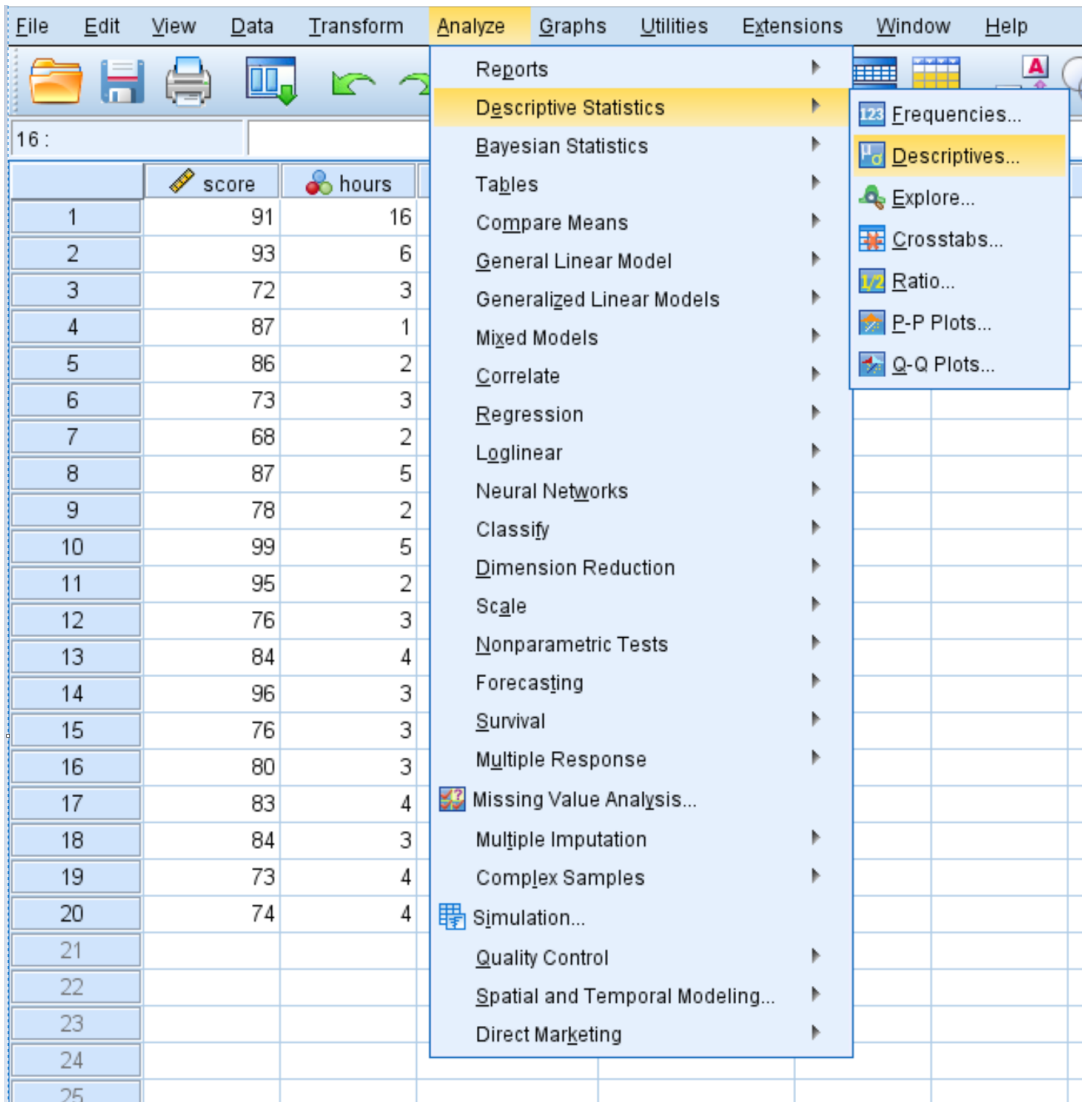 File Edit View Data Transform Analyze Graphs Utilities Extensions Window Help
A
16 :
score hours
1 91 16
2 93 6
3 72 3
4 87 1
5 86 2
6 73 3
7 68 2
8 87 5
9 78 2
10 99 5
11 95 2
12 76 3
13 84 4
14 96 3
15 76 3
16 80 3
17 83 4
18 84 3
19 73 4
20 74 4
21
22
23
24
25
Reports
Descriptive Statistics
Bayesian Statistics
Tables
Compare Means
General Linear Model
Generalized Linear Models
Mixed Models
Correlate
Regression
Loglinear
Neural Networks
Classify
Dimension Reduction
Scale
Nonparametric Tests
Forecasting
Survival
Multiple Response
Missing Value Analysis...
Multiple Imputation
Complex Samples
Simulation...
Quality Control
Spatial and Temporal Modeling...
Direct Marketing
123 Frequencies...
μσ Descriptives...
Explore...
Crosstabs...
1/2 Ratio...
P-P Plots...
Q-Q Plots...